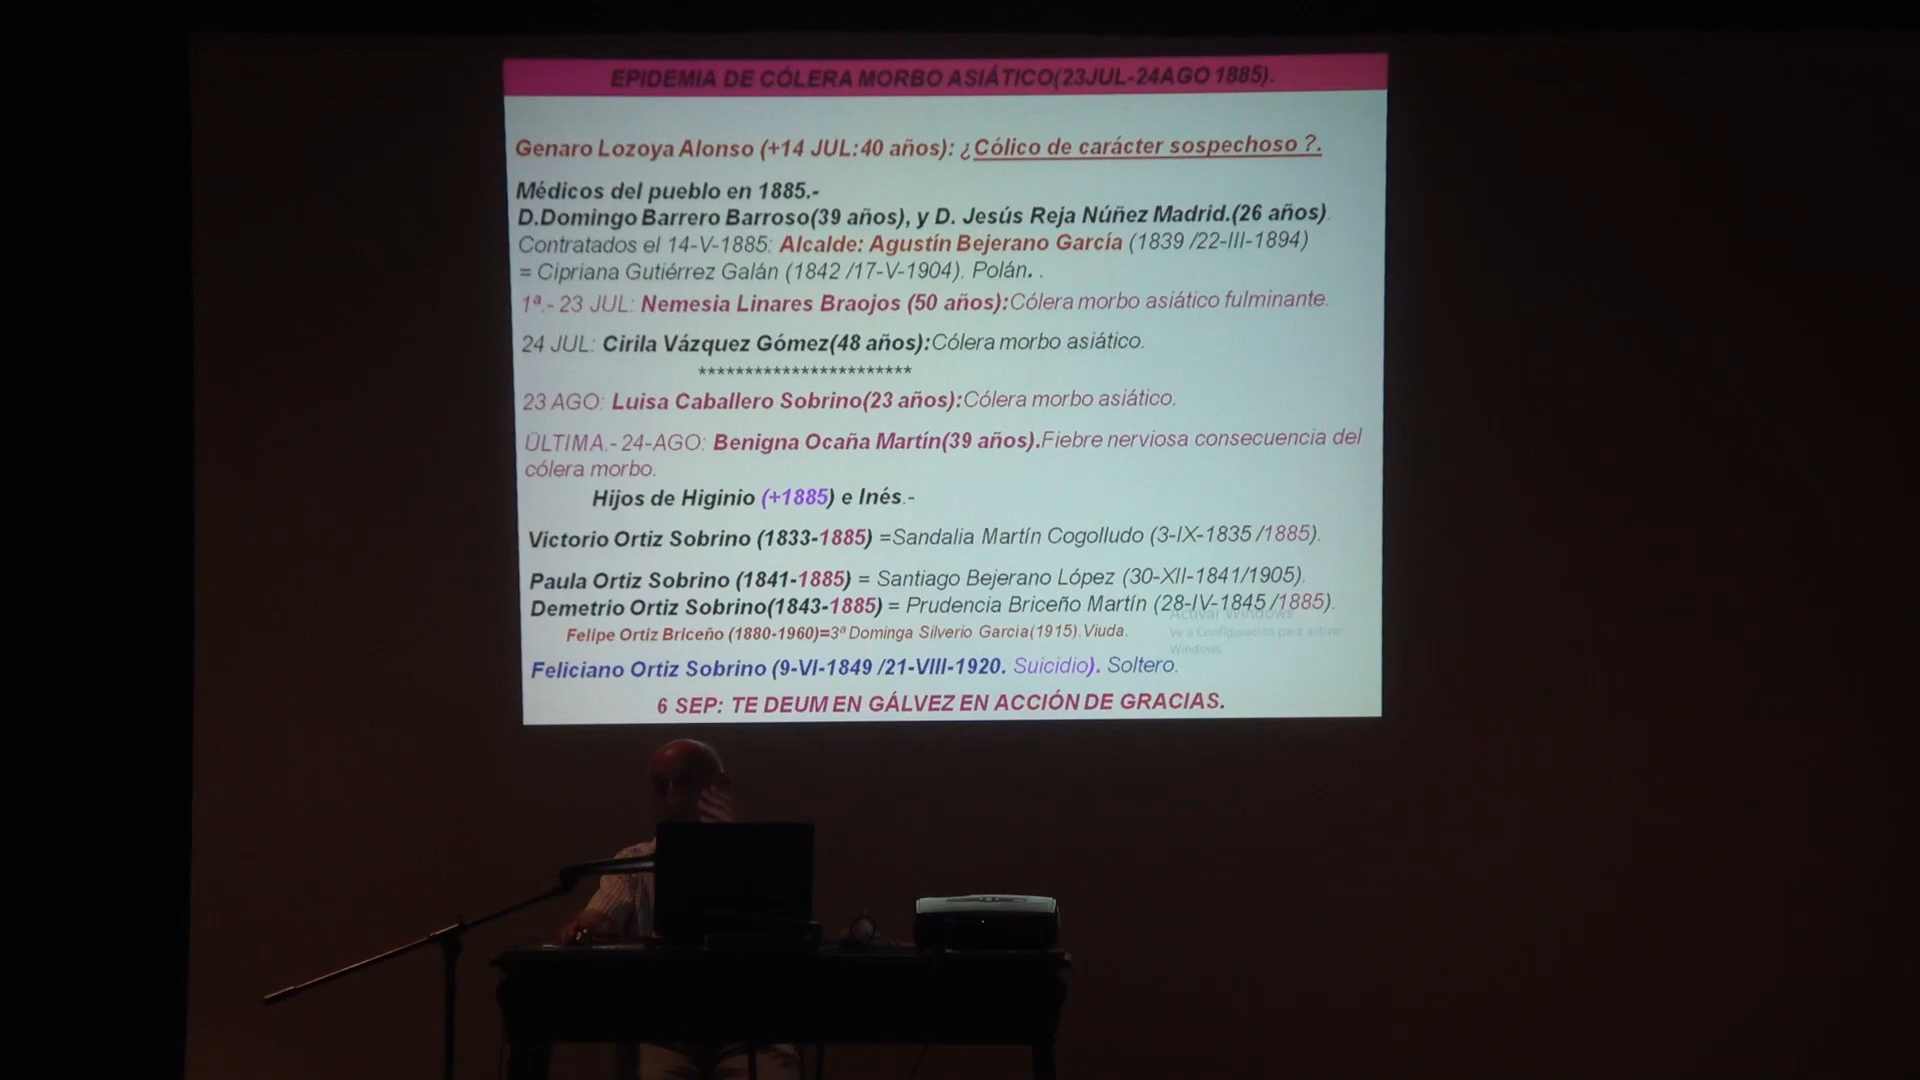 EPIDEMIA DE CÓLERA MORBO ASIÁTICO(23JUL-24AGO 1885).
Genaro Lozoya Alonso (+14 JUL:40 años): ¿Cólico de carácter sospechoso ?.
Médicos del pueblo en 1885.-
D.Domingo Barrero Barroso(39 años), y D. Jesús Reja Núñez Madrid.(26 años).
Contratados el 14-V-1885: Alcalde: Agustín Bejerano García (1839 /22-III-1894)
= Cipriana Gutiérrez Galán (1842 /17-V-1904). Polán. .
1ª.- 23 JUL: Nemesia Linares Braojos (50 años):Cólera morbo asiático fulminante.
24 JUL: Cirila Vázquez Gómez(48 años):Cólera morbo asiático.
***********************
23 AGO: Luisa Caballero Sobrino(23 años):Cólera morbo asiático.
ÚLTIMA.- 24-AGO: Benigna Ocaña Martín(39 años).Fiebre nerviosa consecuencia del
cólera morbo.
Hijos de Higinio (+1885) e Inés.-
Victorio Ortiz Sobrino (1833-1885) =Sandalia Martín Cogolludo (3-IX-1835 /1885).
Paula Ortiz Sobrino (1841-1885) = Santiago Bejerano López (30-XII-1841/1905).
Demetrio Ortiz Sobrino(1843-1885) = Prudencia Briceño Martín (28-IV-1845 /1885).
Activar Windows
Felipe Ortiz Briceño (1880-1960)=3ª Dominga Silverio García(1915).Viuda.
Ve a Configuración para activar
Windows.
Feliciano Ortiz Sobrino (9-VI-1849 /21-VIII-1920. Suicidio). Soltero.
6 SEP: TE DEUM EN GÁLVEZ EN ACCIÓN DE GRACIAS.